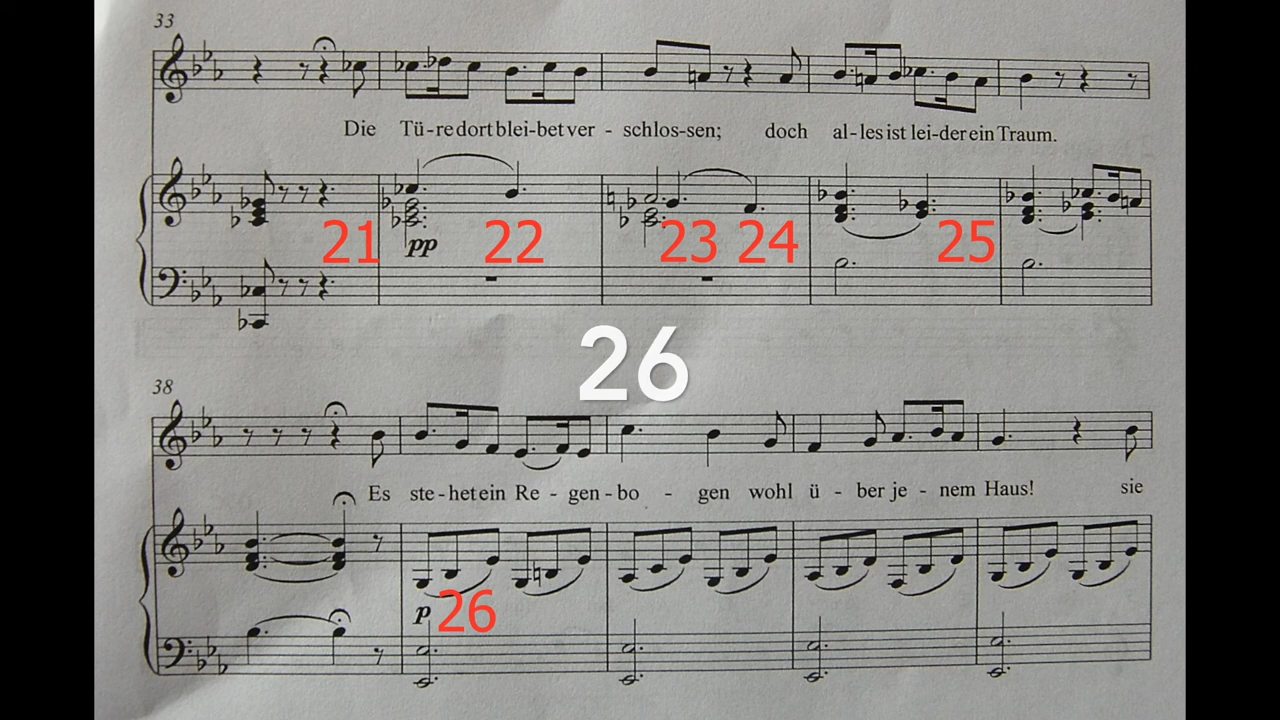 33
Die Tü-re dort blei-bet ver - schlos-sen; doch al-les ist lei-der ein Traum.
pp
21 22 23 24 25
26
38
Es ste-het ein Re - gen-bo - gen wohl ü - ber je - nem Haus! sie
p 26